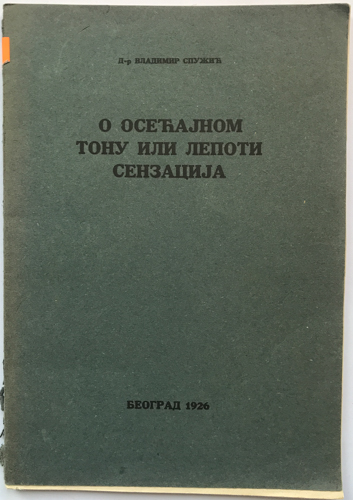 Д-р ВЛАДИМИР СПУЖИЋ
О ОСЕЋАЈНОМ
ТОНУ ИЛИ ЛЕПОТИ
СЕНЗАЦИЈА
БЕОГРАД 1926